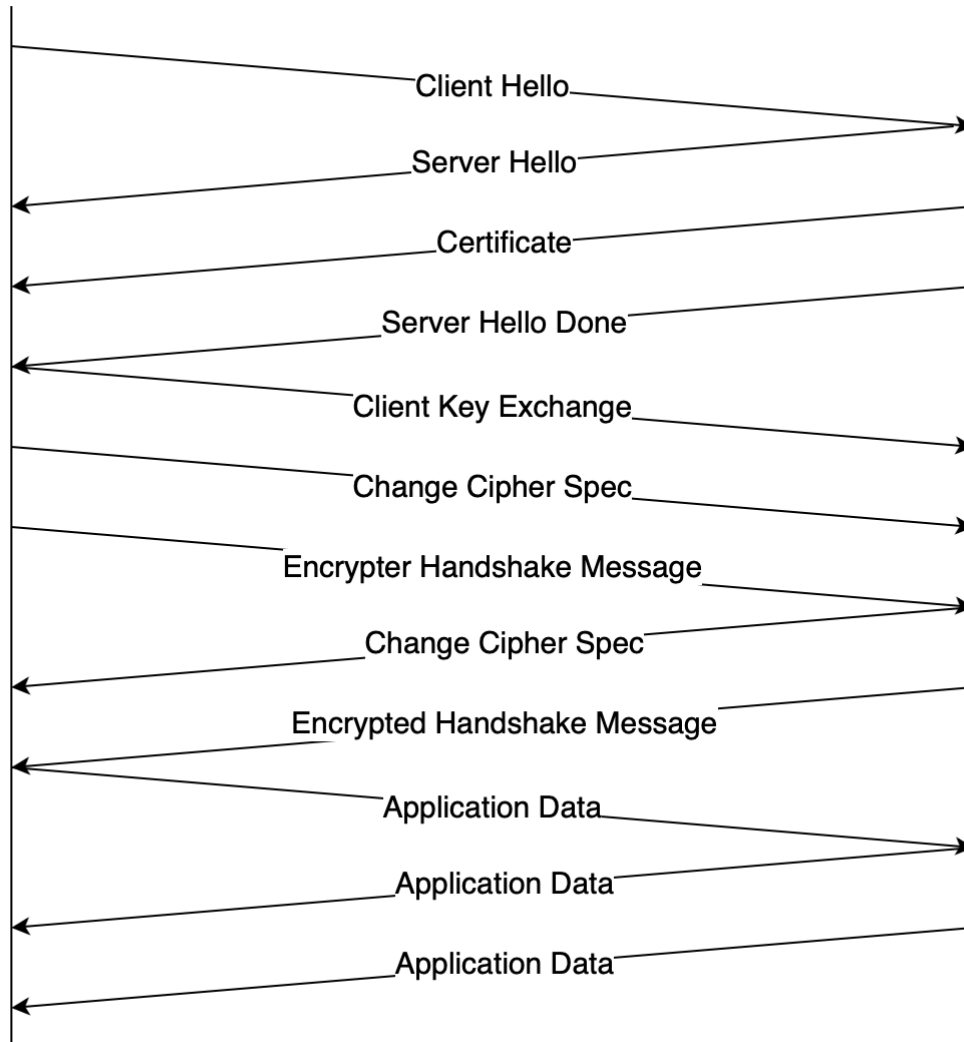 Client Hello
Server Hello
Certificate
Server Hello Done
Client Key Exchange
Change Cipher Spec
Encrypter Handshake Message
Change Cipher Spec
Encrypted Handshake Message
Application Data
Application Data
Application Data